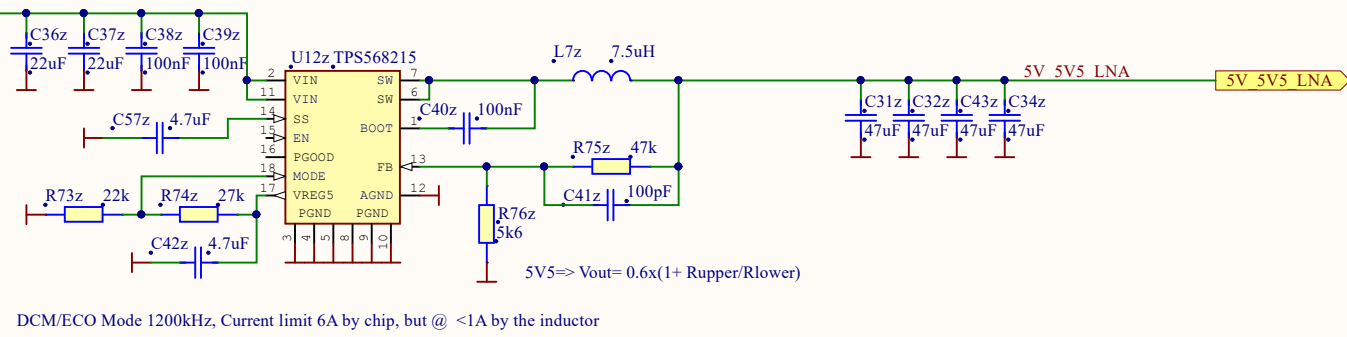 C36z C37z C38z C39z
22uF 22uF 100nF 100nF
U12z TPS568215
L7z 7.5uH
2 VIN SW 7
11 VIN SW 6
14 SS
15 EN BOOT 1
16 PGOOD
18 MODE FB 13
17 VREG5 AGND 12
PGND PGND
3 4 5 8 9 10
C57z 4.7uF
C40z 100nF
R73z 22k R74z 27k
C42z 4.7uF
R75z 47k
C41z 100pF
R76z
5k6
5V_5V5_LNA
5V_5V5_LNA
C31z C32z C43z C34z
47uF 47uF 47uF 47uF
5V5=> Vout= 0.6x(1+ Rupper/Rlower)
DCM/ECO Mode 1200kHz, Current limit 6A by chip, but @ <1A by the inductor